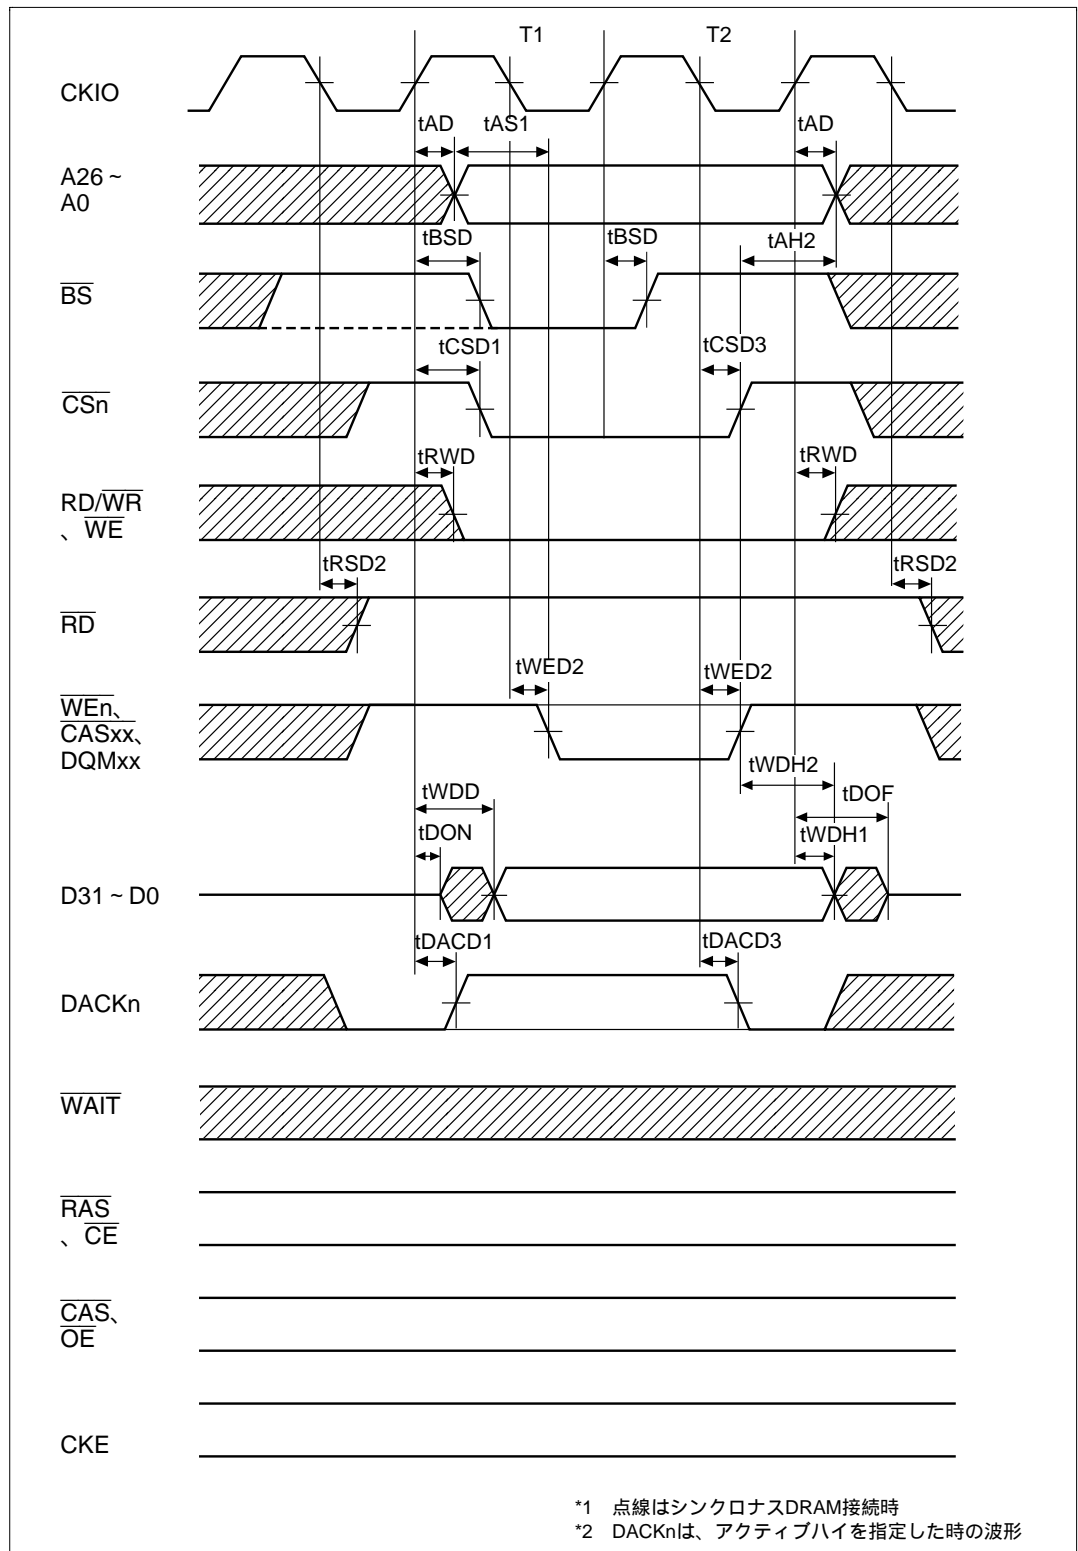 T1 T2
CKIO
tAD tAS1 tAD
A26 ~
A0
tBSD tBSD tAH2
BS
tCSD1 tCSD3
CSn
tRWD tRWD
RD/WR
、WE
tRSD2 tRSD2
RD
tWED2 tWED2
WEn、
CASxx、
DQMxx
tWDH2
tWDD tDOF
tDON tWDH1
D31 ~ D0
tDACD1 tDACD3
DACKn
WAIT
RAS
、CE
CAS、
OE
CKE
*1 点線はシンクロナスDRAM接続時
*2 DACKnは、アクティブハイを指定した時の波形